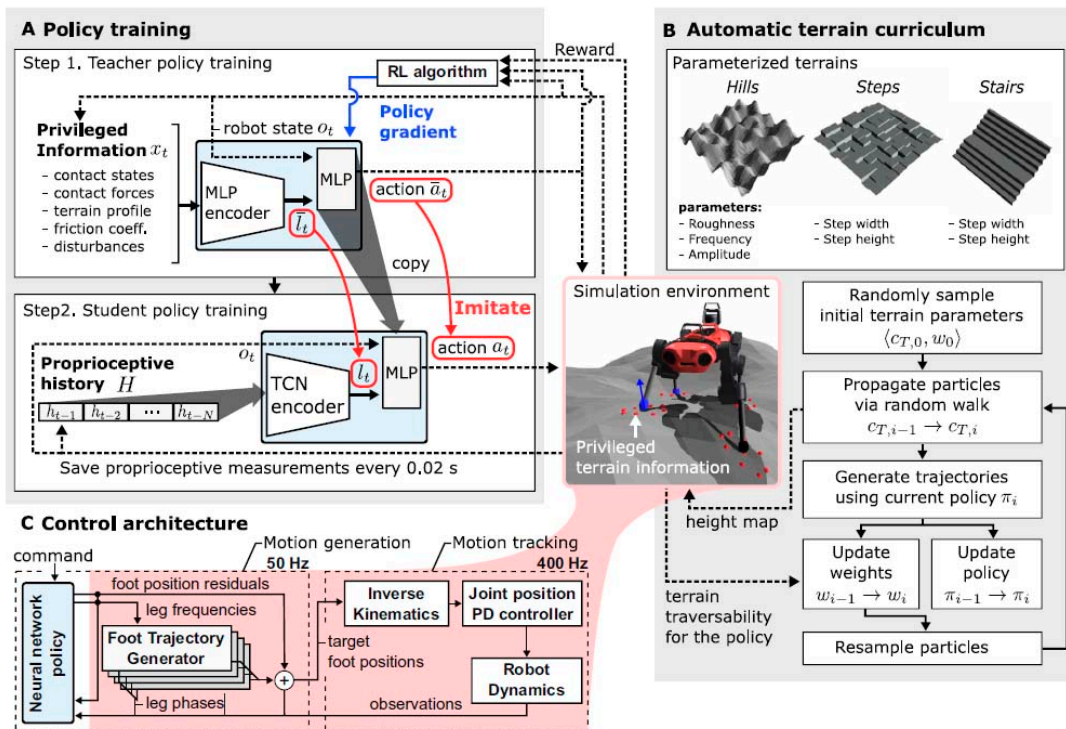 A Policy training
Step 1. Teacher policy training
RL algorithm
Reward
Policy
gradient
robot state o_t
Privileged
Information x_t
- contact states
- contact forces
- terrain profile
- friction coeff.
- disturbances
MLP
encoder
l̄_t
MLP
action ā_t
copy
Imitate
Step2. Student policy training
o_t
Proprioceptive
history H
h_{t-1} h_{t-2} ... h_{t-N}
TCN
encoder
l_t
MLP
action a_t
Save proprioceptive measurements every 0.02 s
Simulation environment
Privileged
terrain information
B Automatic terrain curriculum
Parameterized terrains
Hills Steps Stairs
parameters:
- Roughness
- Frequency
- Amplitude
- Step width
- Step height
- Step width
- Step height
Randomly sample
initial terrain parameters
⟨c_{T,0}, w_0⟩
Propagate particles
via random walk
c_{T,i-1} → c_{T,i}
Generate trajectories
using current policy π_i
height map
Update
weights
w_{i-1} → w_i
Update
policy
π_{i-1} → π_i
terrain
traversability
for the policy
Resample particles
C Control architecture
command
Motion generation
50 Hz
Motion tracking
400 Hz
Neural network
policy
foot position residuals
leg frequencies
Foot Trajectory
Generator
leg phases
+
target
foot positions
Inverse
Kinematics
Joint position
PD controller
Robot
Dynamics
observations